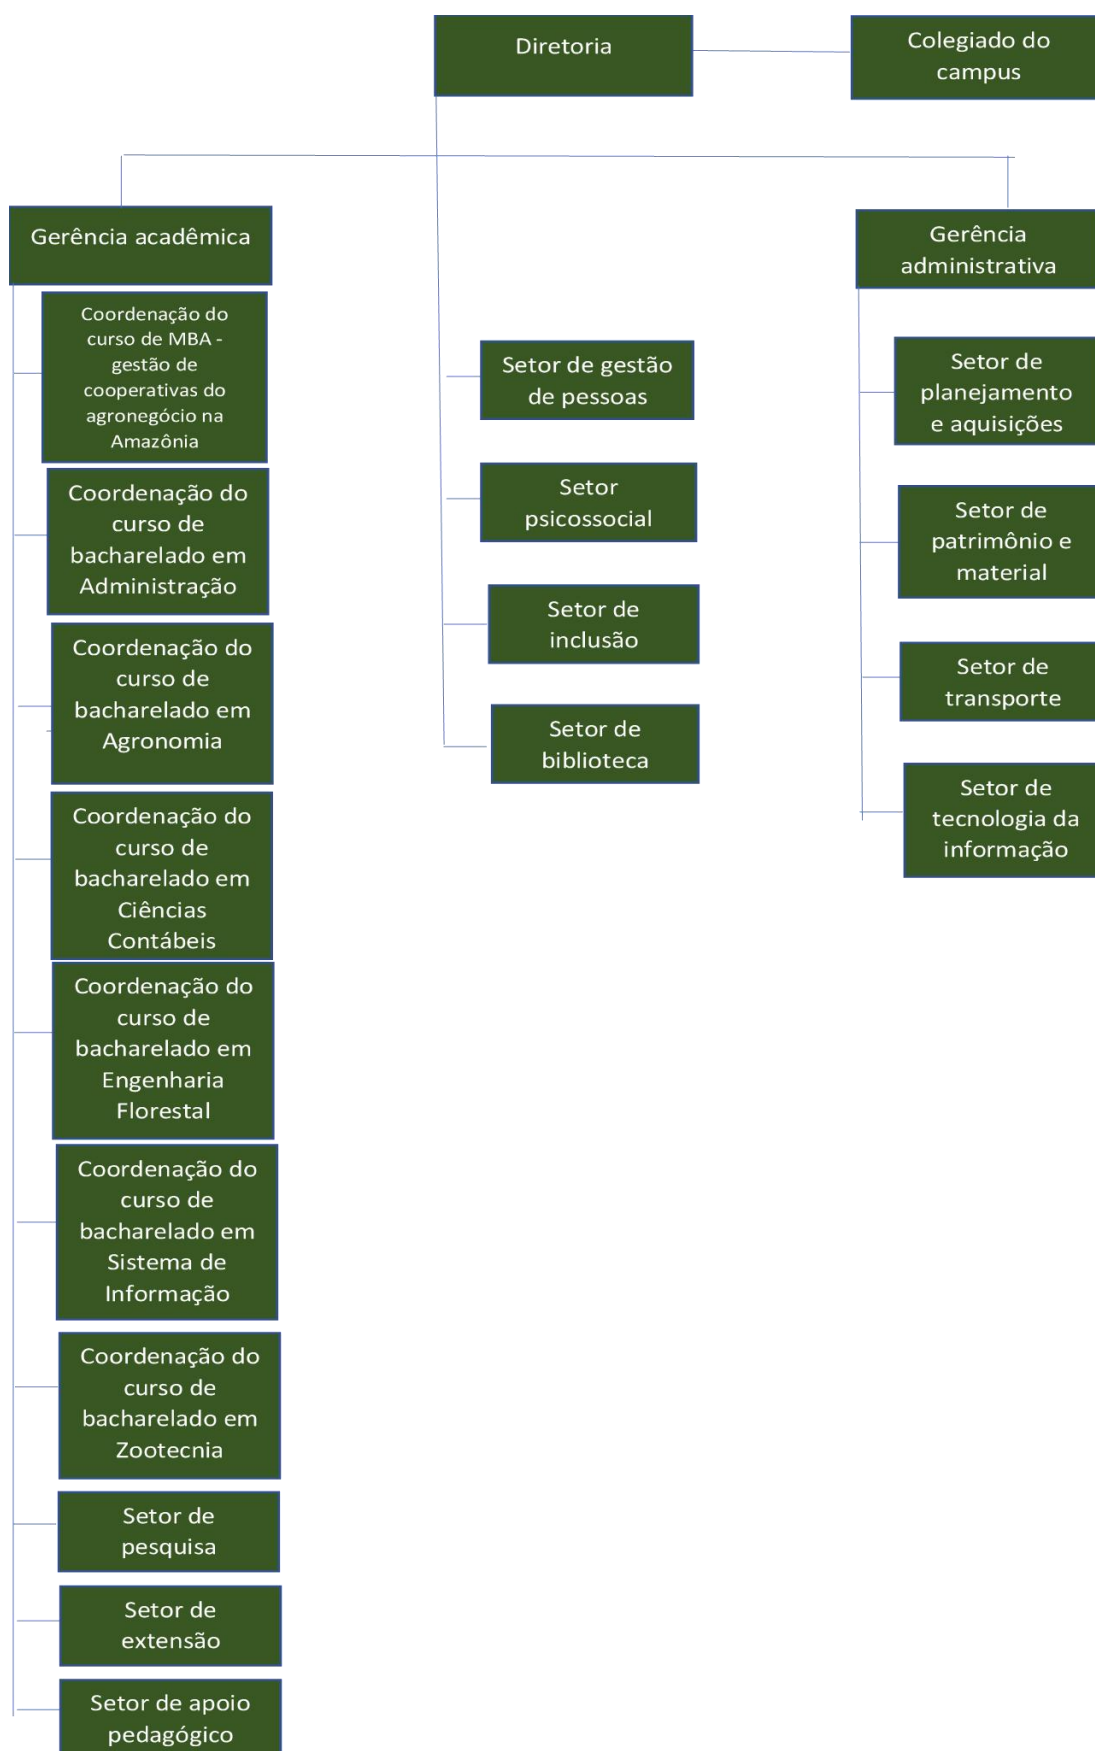 Diretoria
Colegiado do
campus
Gerência acadêmica
Gerência
administrativa
Coordenação do
curso de MBA -
gestão de
cooperativas do
agronegócio na
Amazônia
Coordenação do
curso de
bacharelado em
Administração
Coordenação do
curso de
bacharelado em
Agronomia
Coordenação do
curso de
bacharelado em
Ciências
Contábeis
Coordenação do
curso de
bacharelado em
Engenharia
Florestal
Coordenação do
curso de
bacharelado em
Sistema de
Informação
Coordenação do
curso de
bacharelado em
Zootecnia
Setor de
pesquisa
Setor de
extensão
Setor de apoio
pedagógico
Setor de gestão
de pessoas
Setor
psicossocial
Setor de
inclusão
Setor de
biblioteca
Setor de
planejamento
e aquisições
Setor de
patrimônio e
material
Setor de
transporte
Setor de
tecnologia da
informação